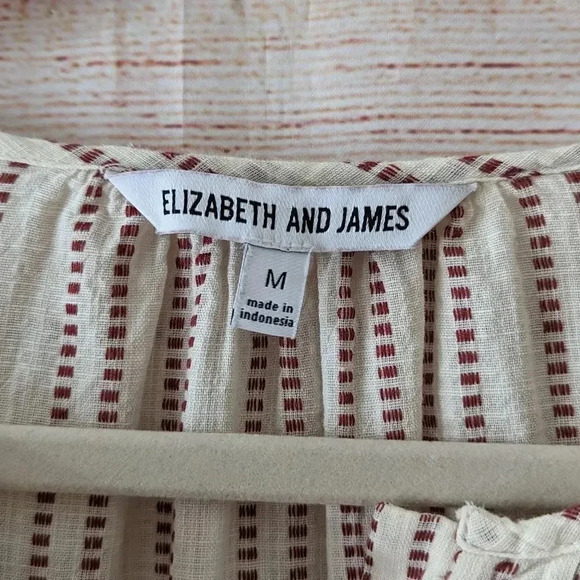 ELIZABETH AND JAMES
M
made in
indonesia